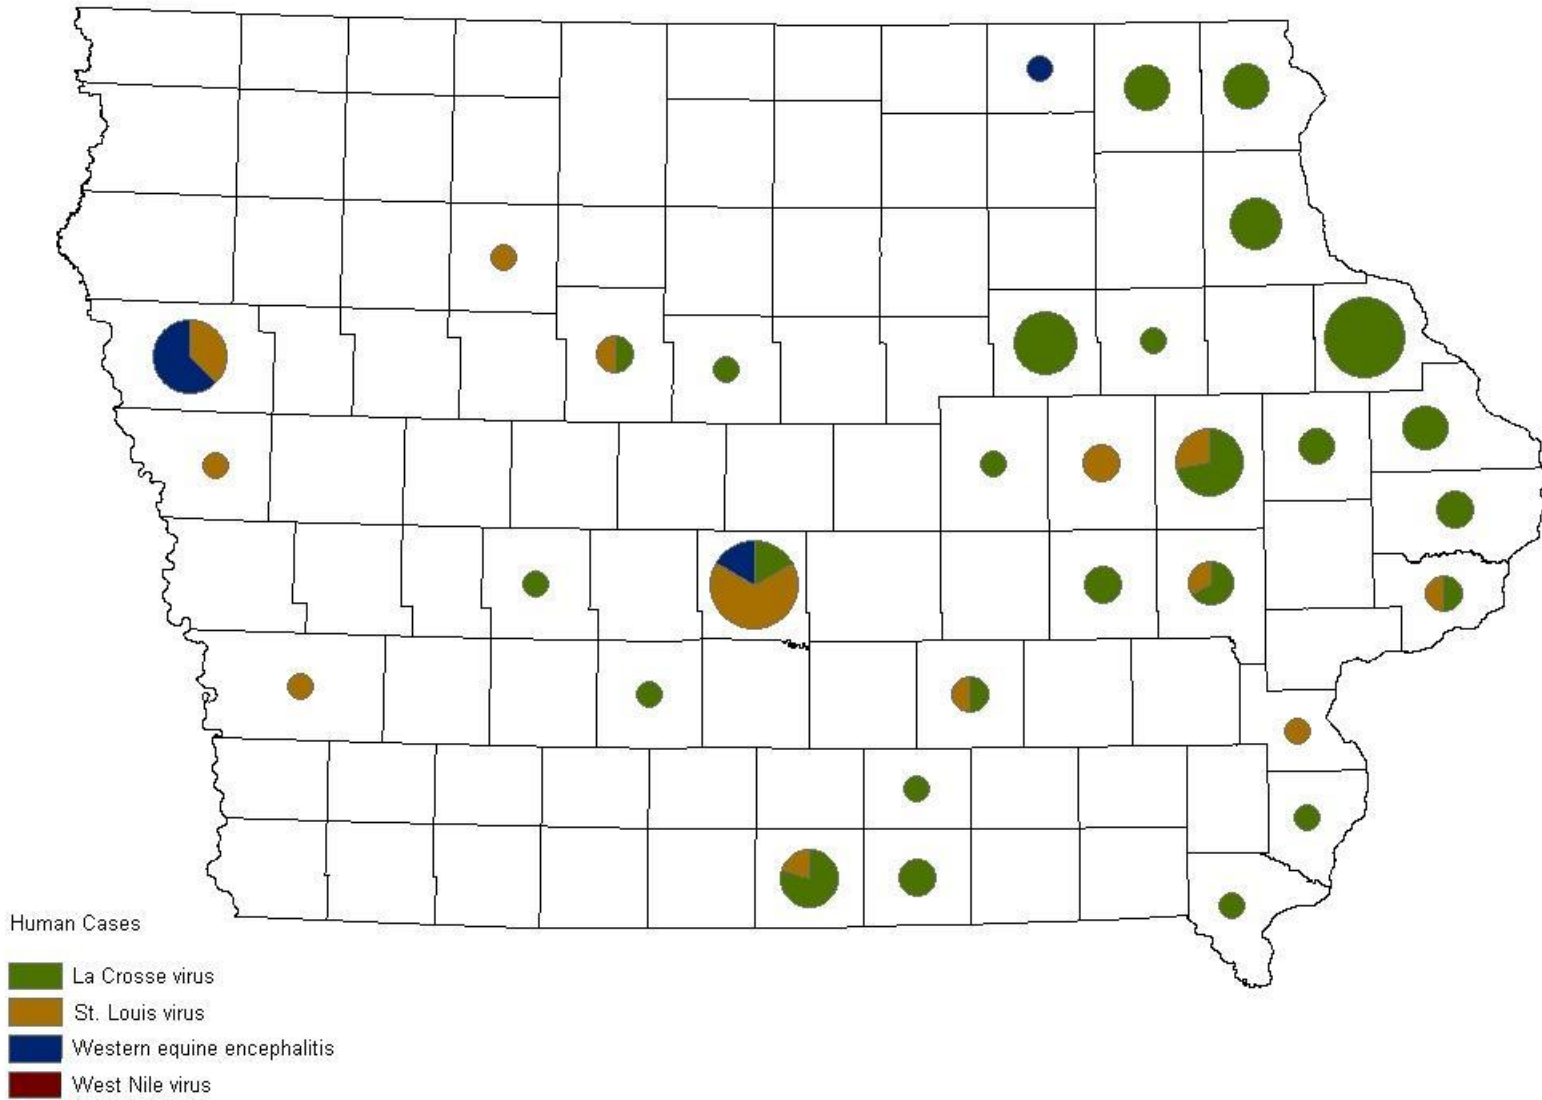 Human Cases
La Crosse virus
St. Louis virus
Western equine encephalitis
West Nile virus